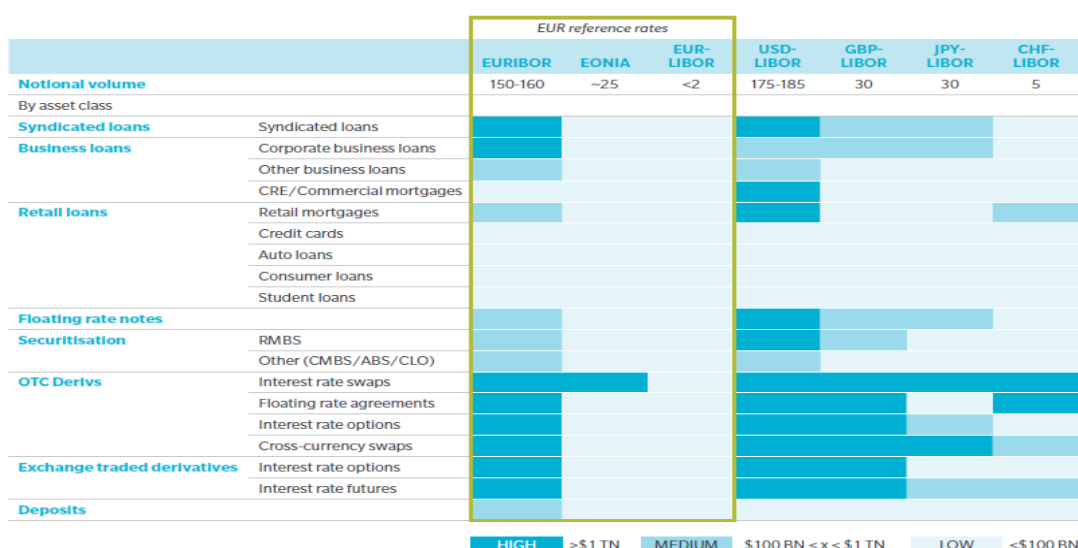 EUR reference rates
EURIBOR EONIA EUR-LIBOR USD-LIBOR GBP-LIBOR JPY-LIBOR CHF-LIBOR
Notional volume 150-160 ~25 <2 175-185 30 30 5
By asset class
Syndicated loans Syndicated loans
Business loans Corporate business loans
Other business loans
CRE/Commercial mortgages
Retail loans Retail mortgages
Credit cards
Auto loans
Consumer loans
Student loans
Floating rate notes
Securitisation RMBS
Other (CMBS/ABS/CLO)
OTC Derivs Interest rate swaps
Floating rate agreements
Interest rate options
Cross-currency swaps
Exchange traded derivatives Interest rate options
Interest rate futures
Deposits
HIGH >$1 TN MEDIUM $100 BN < x < $1 TN LOW <$100 BN